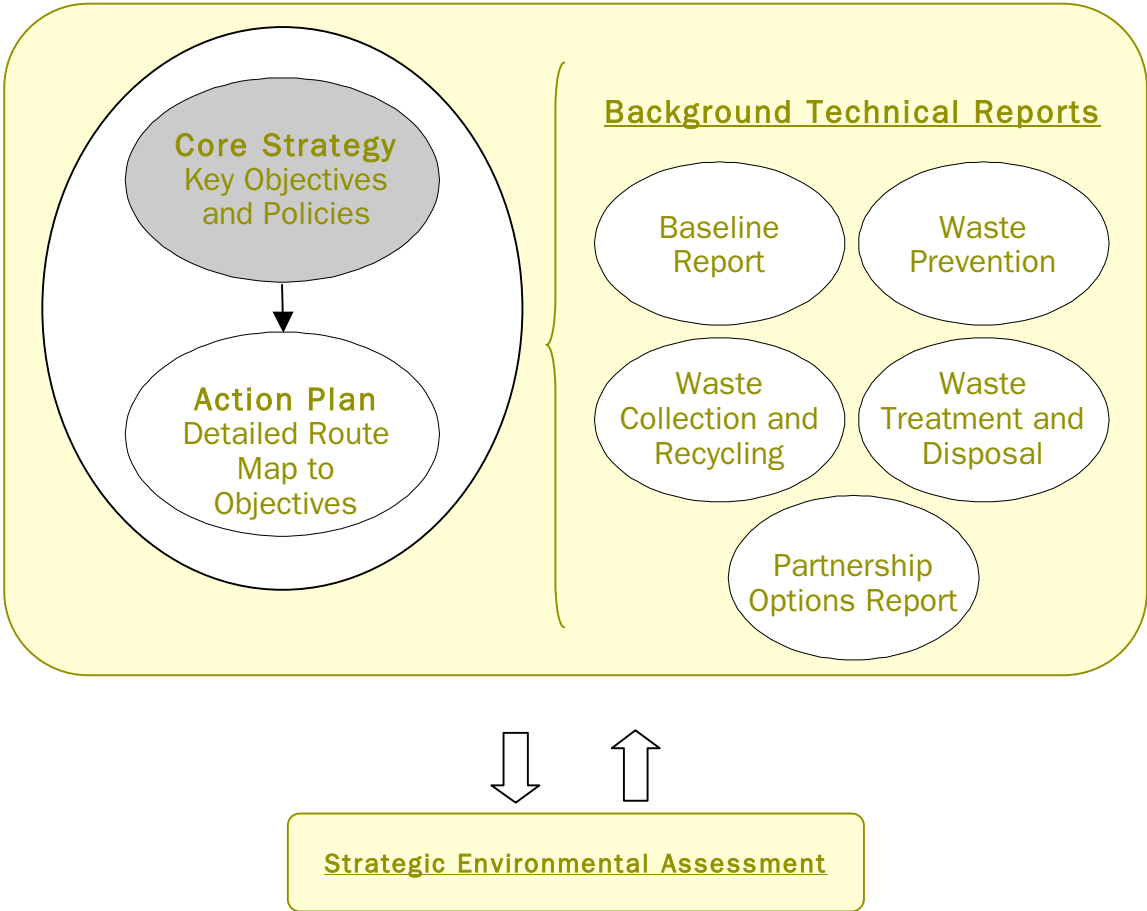 Core Strategy
Key Objectives
and Policies
Action Plan
Detailed Route
Map to
Objectives
Background Technical Reports
Baseline
Report
Waste
Prevention
Waste
Collection and
Recycling
Waste
Treatment and
Disposal
Partnership
Options Report
Strategic Environmental Assessment